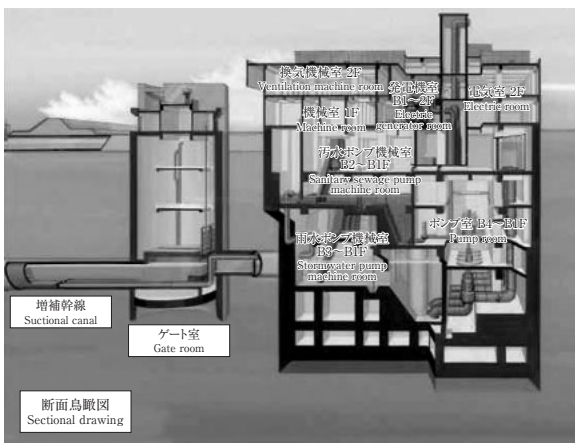 換気機械室 2F
Ventilation machine room
発電機室
B1～2F
Electric
generator room
電気室 2F
Electric room
機械室 1F
Machine room
汚水ポンプ機械室
B2～B1F
Sanitary sewage pump
machine room
雨水ポンプ機械室
B3～B1F
Storm water pump
machine room
ポンプ室 B4～B1F
Pump room
増補幹線
Suctional canal
ゲート室
Gate room
断面鳥瞰図
Sectional drawing